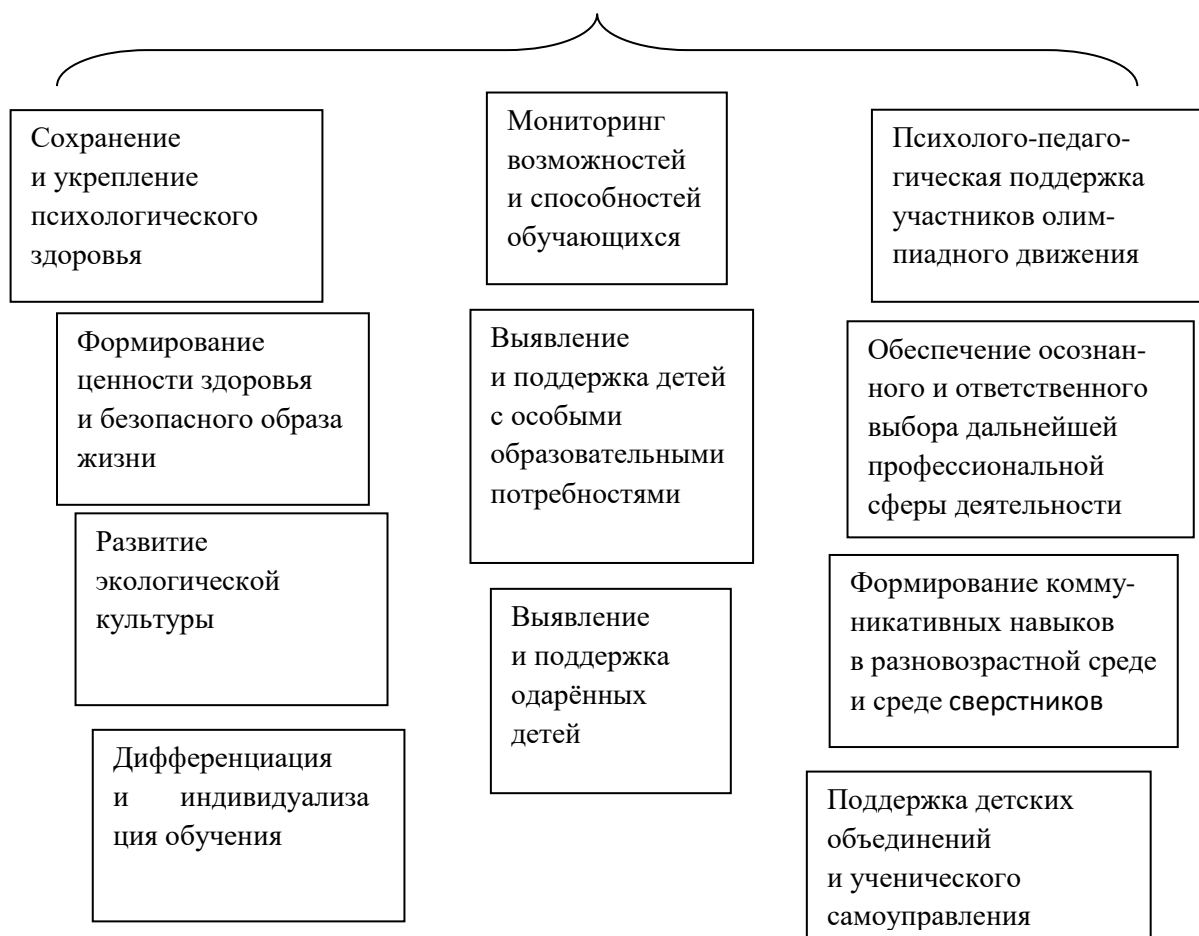 Сохранение
и укрепление
психологического
здоровья
Формирование
ценности здоровья
и безопасного образа
жизни
Развитие
экологической
культуры
Дифференциация
и индивидуализа
ция обучения
Мониторинг
возможностей
и способностей
обучающихся
Выявление
и поддержка детей
с особыми
образовательными
потребностями
Выявление
и поддержка
одарённых
детей
Психолого-педаго-
гическая поддержка
участников олим-
пиадного движения
Обеспечение осознан-
ного и ответственного
выбора дальнейшей
профессиональной
сферы деятельности
Формирование комму-
никативных навыков
в разновозрастной среде
и среде сверстников
Поддержка детских
объединений
и ученического
самоуправления